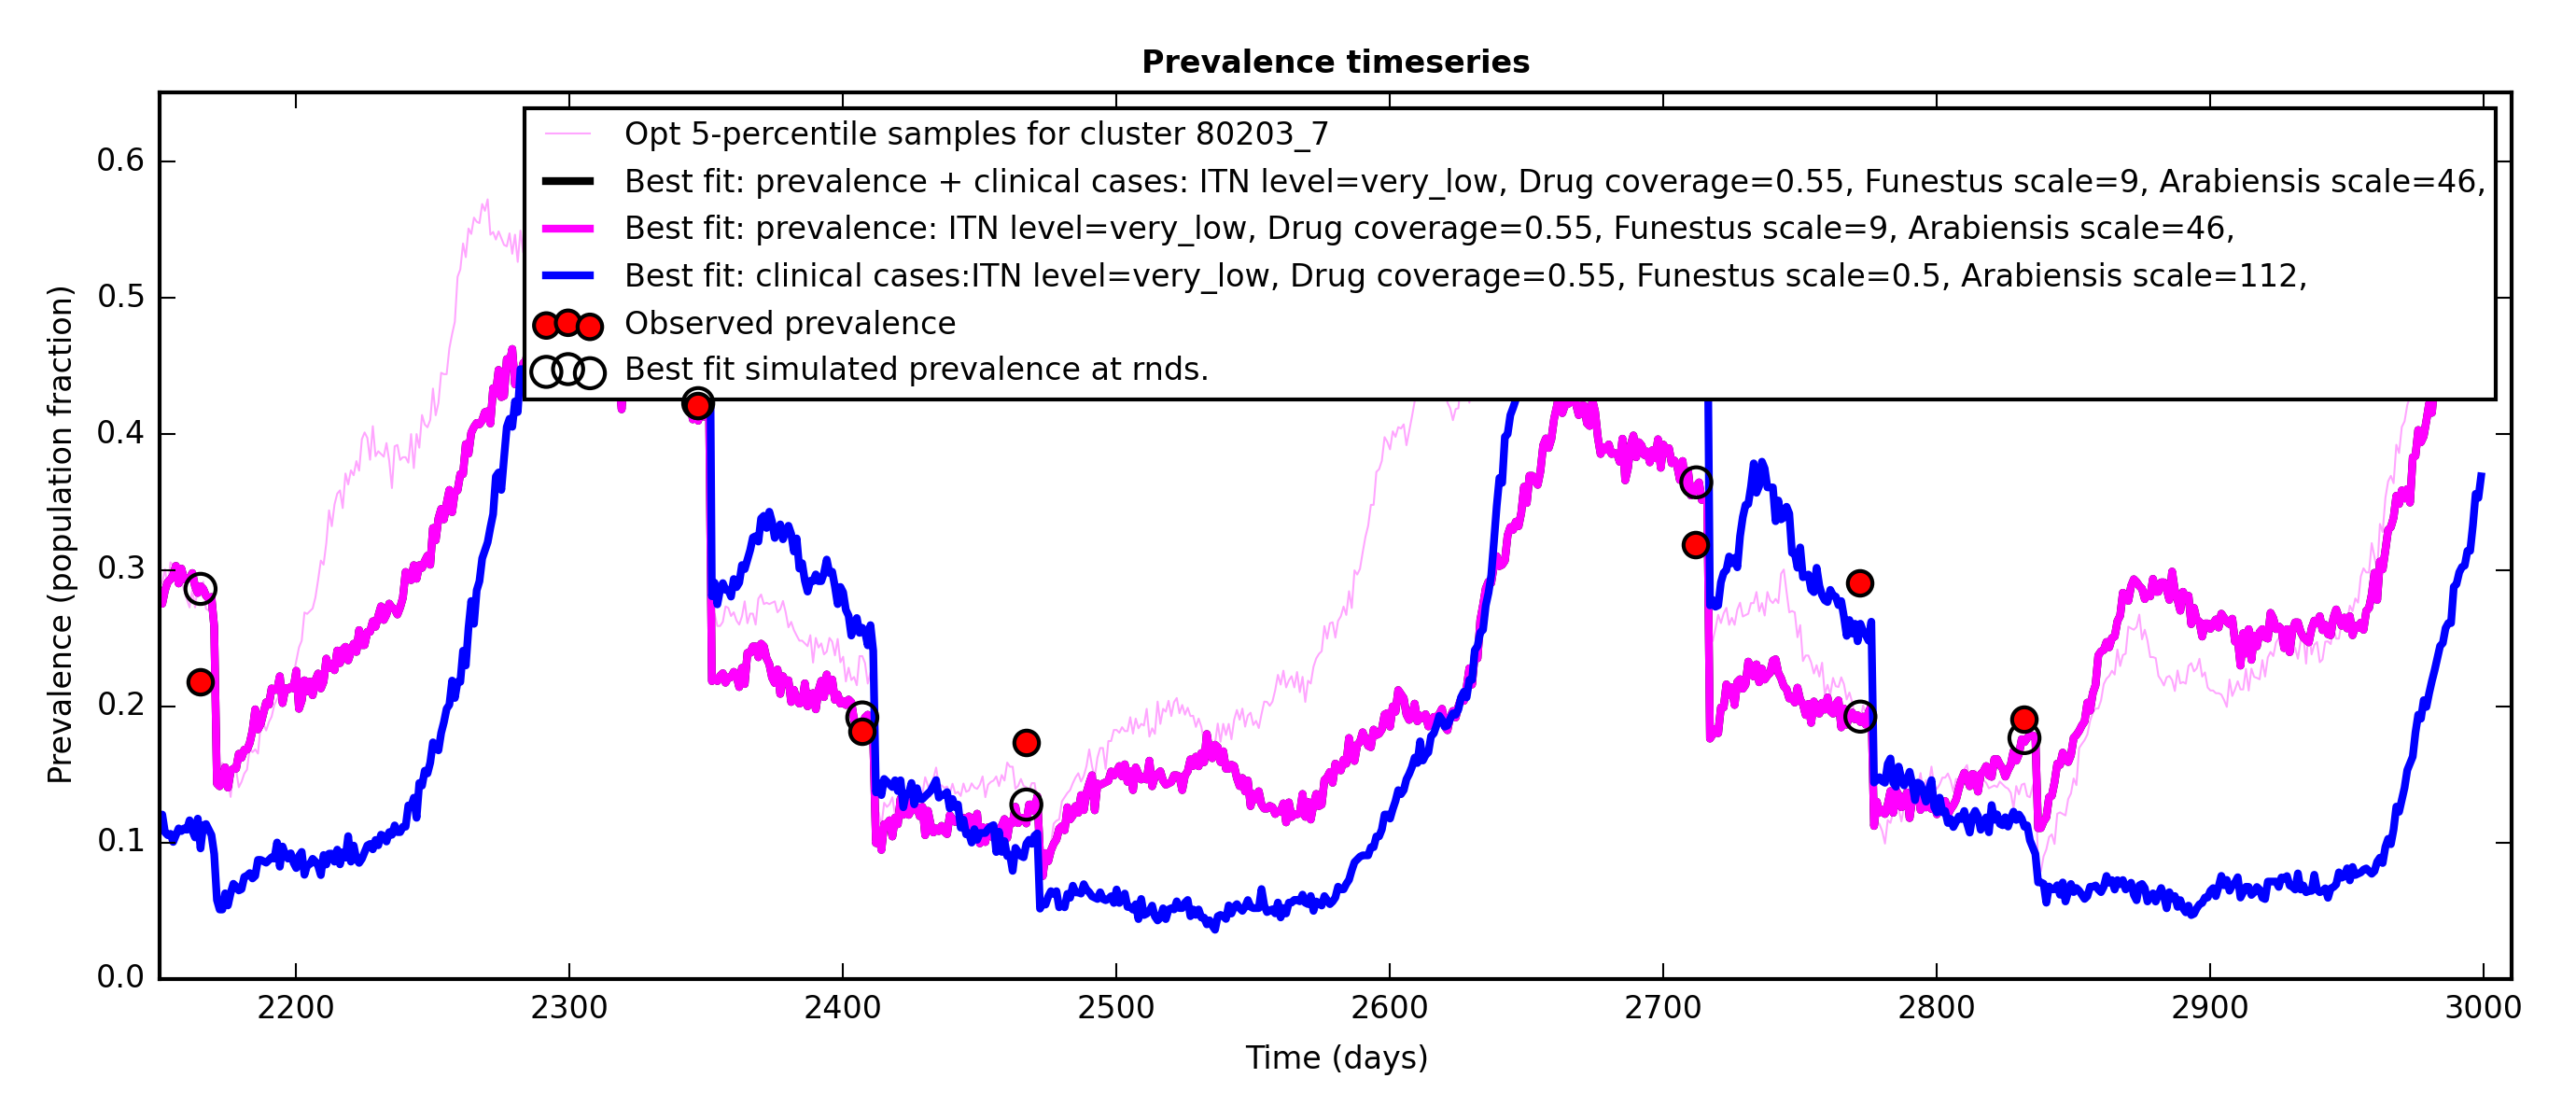 Prevalence timeseries
Opt 5-percentile samples for cluster 80203_7
Best fit: prevalence + clinical cases: ITN level=very_low, Drug coverage=0.55, Funestus scale=9, Arabiensis scale=46,
Best fit: prevalence: ITN level=very_low, Drug coverage=0.55, Funestus scale=9, Arabiensis scale=46,
Best fit: clinical cases:ITN level=very_low, Drug coverage=0.55, Funestus scale=0.5, Arabiensis scale=112,
Observed prevalence
Best fit simulated prevalence at rnds.
Prevalence (population fraction)
0.6
0.5
0.4
0.3
0.2
0.1
0.0
2200 2300 2400 2500 2600 2700 2800 2900 3000
Time (days)